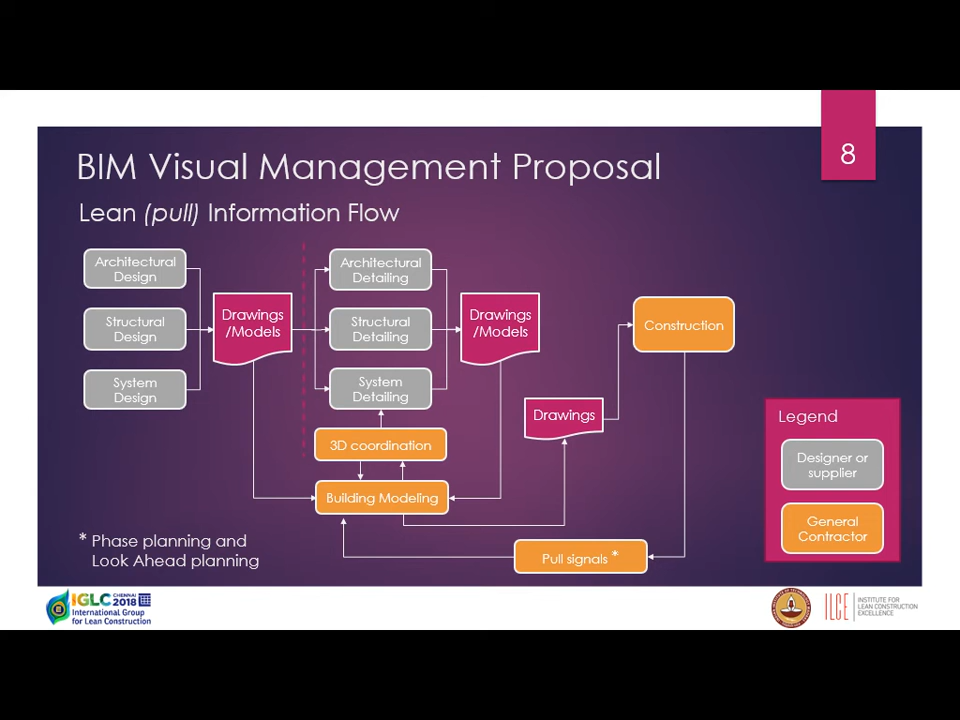 8
BIM Visual Management Proposal
Lean (pull) Information Flow
Architectural
Design
Structural
Design
System
Design
Drawings
/Models
Architectural
Detailing
Structural
Detailing
System
Detailing
3D coordination
Building Modeling
Drawings
/Models
Drawings
Construction
Pull signals *
* Phase planning and
Look Ahead planning
Legend
Designer or
supplier
General
Contractor
IGLC CHENNAI
2018
International Group
for Lean Construction
ILCE
INSTITUTE FOR
LEAN CONSTRUCTION
EXCELLENCE